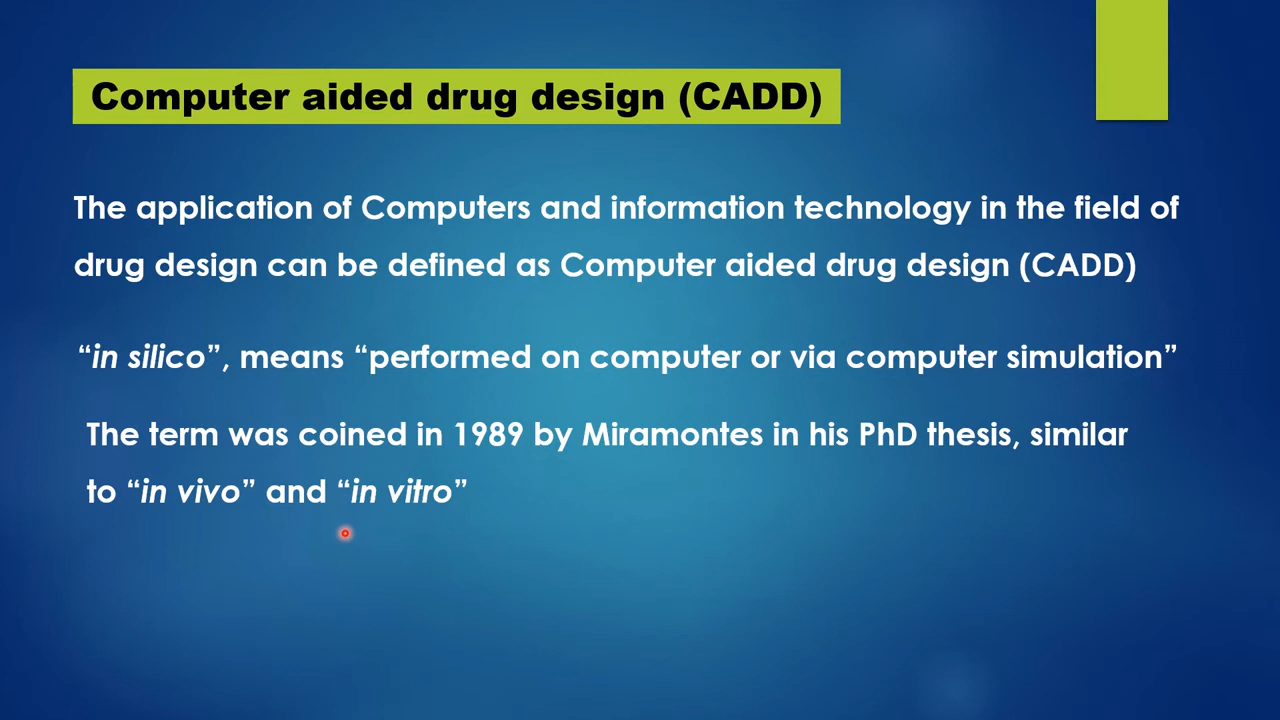 Computer aided drug design (CADD)
The application of Computers and information technology in the field of
drug design can be defined as Computer aided drug design (CADD)
“in silico”, means “performed on computer or via computer simulation”
The term was coined in 1989 by Miramontes in his PhD thesis, similar
to “in vivo” and “in vitro”